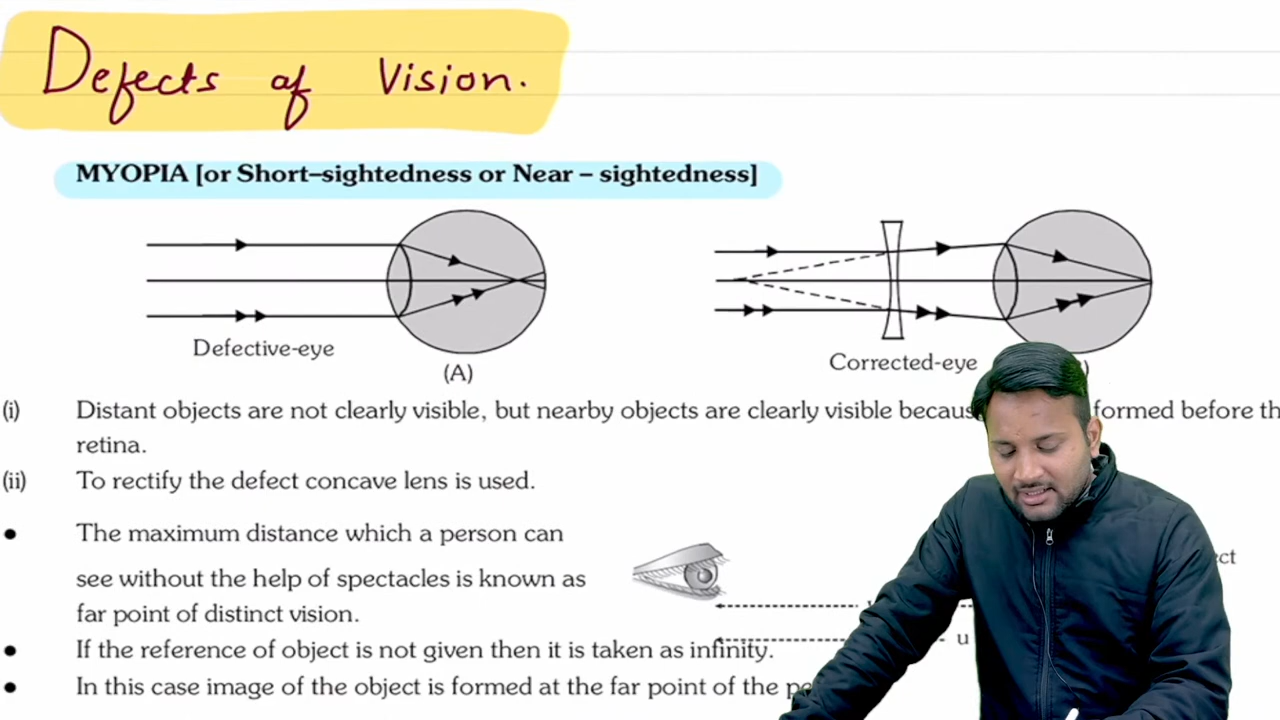 Defects of Vision.
MYOPIA [or Short–sightedness or Near – sightedness]
Defective-eye
Corrected-eye
(A)
(i) Distant objects are not clearly visible, but nearby objects are clearly visible formed before
retina.
(ii) To rectify the defect concave lens is used.
● The maximum distance which a person can
see without the help of spectacles is known as
far point of distinct vision.
u
● If the reference of object is not given then it is taken as infinity.
● In this case image of the object is formed at the far point of the